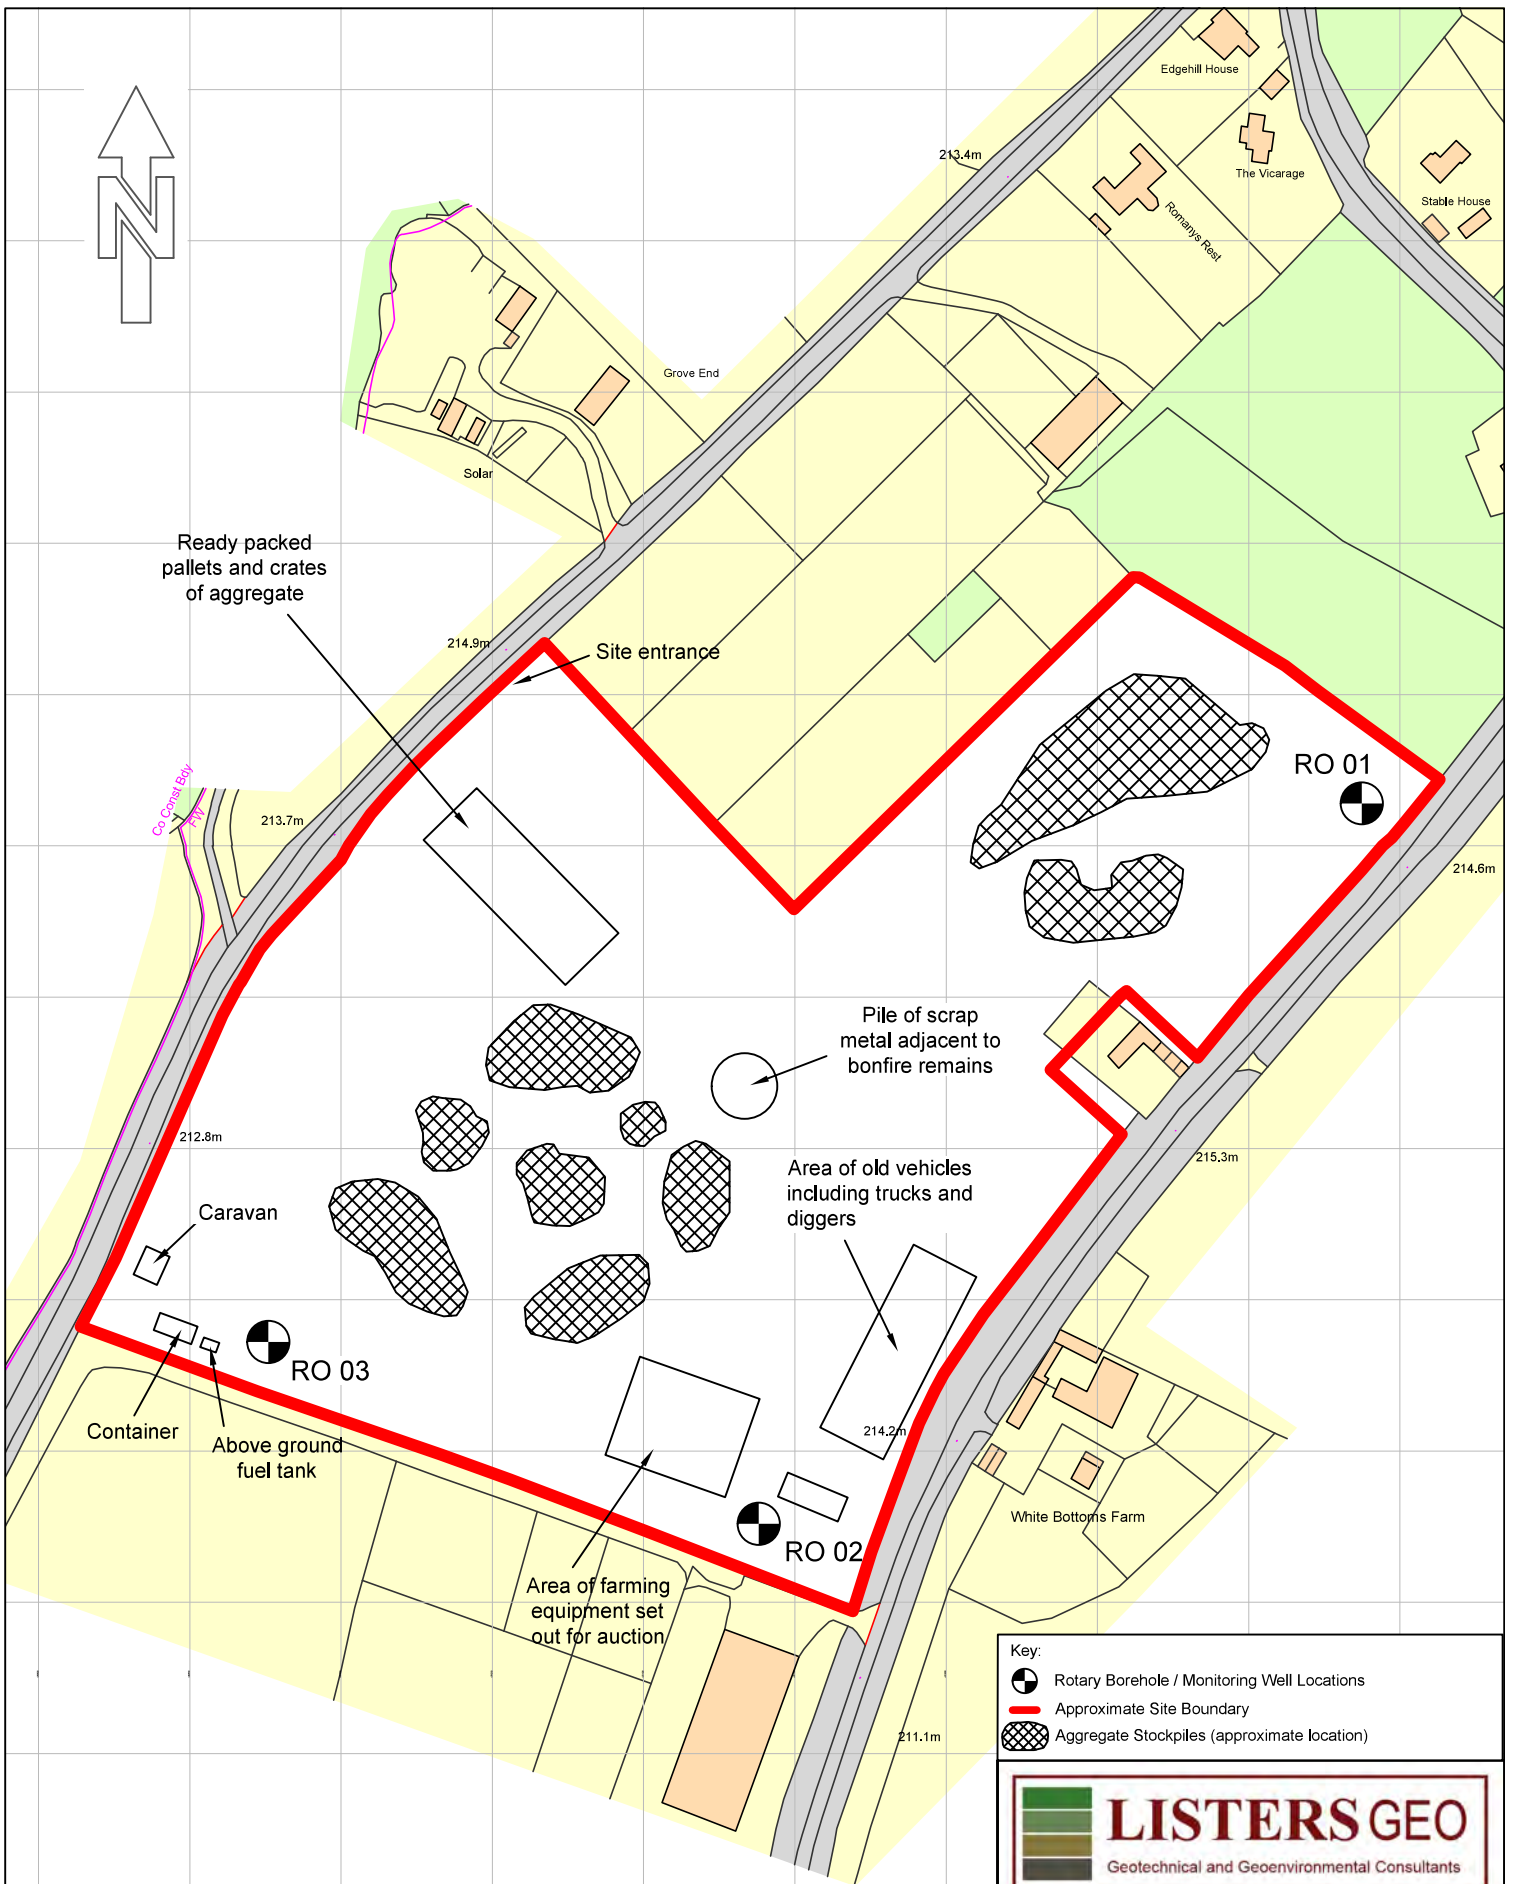 Edgehill House
The Vicarage
Stable House
Romanys Rest
213.4m
N
Grove End
Solar
Ready packed
pallets and crates
of aggregate
214.9m
Site entrance
RO 01
Co Const Bdy
FW
213.7m
214.6m
Pile of scrap
metal adjacent to
bonfire remains
212.8m
215.3m
Area of old vehicles
including trucks and
diggers
Caravan
RO 03
Container
Above ground
fuel tank
214.2m
White Bottoms Farm
RO 02
Area of farming
equipment set
out for auction
211.1m
Key:
Rotary Borehole / Monitoring Well Locations
Approximate Site Boundary
Aggregate Stockpiles (approximate location)
LISTERS GEO
Geotechnical and Geoenvironmental Consultants